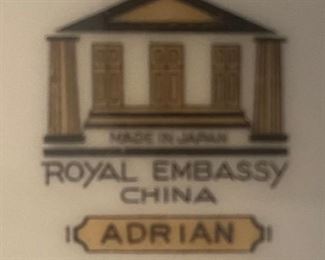 MADE IN JAPAN
ROYAL EMBASSY
CHINA
ADRIAN